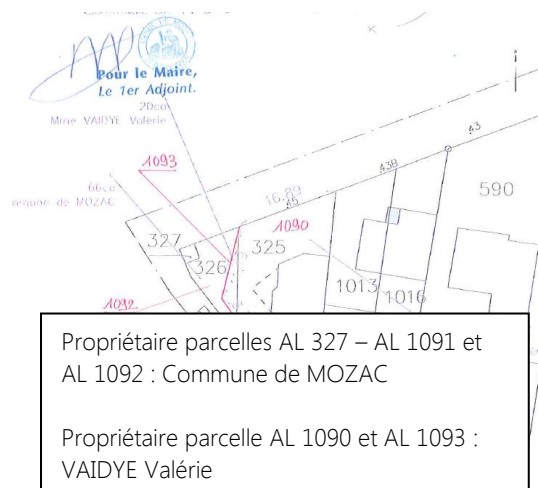 Pour le Maire,
Le 1er Adjoint.
20ca
Mme VAIDYE Valérie
1093
66ca
de MOZAC
43
438
16.89
45
590
1090
327
325
326
1013
1016
1092
Propriétaire parcelles AL 327 – AL 1091 et
AL 1092 : Commune de MOZAC
Propriétaire parcelle AL 1090 et AL 1093 :
VAIDYE Valérie